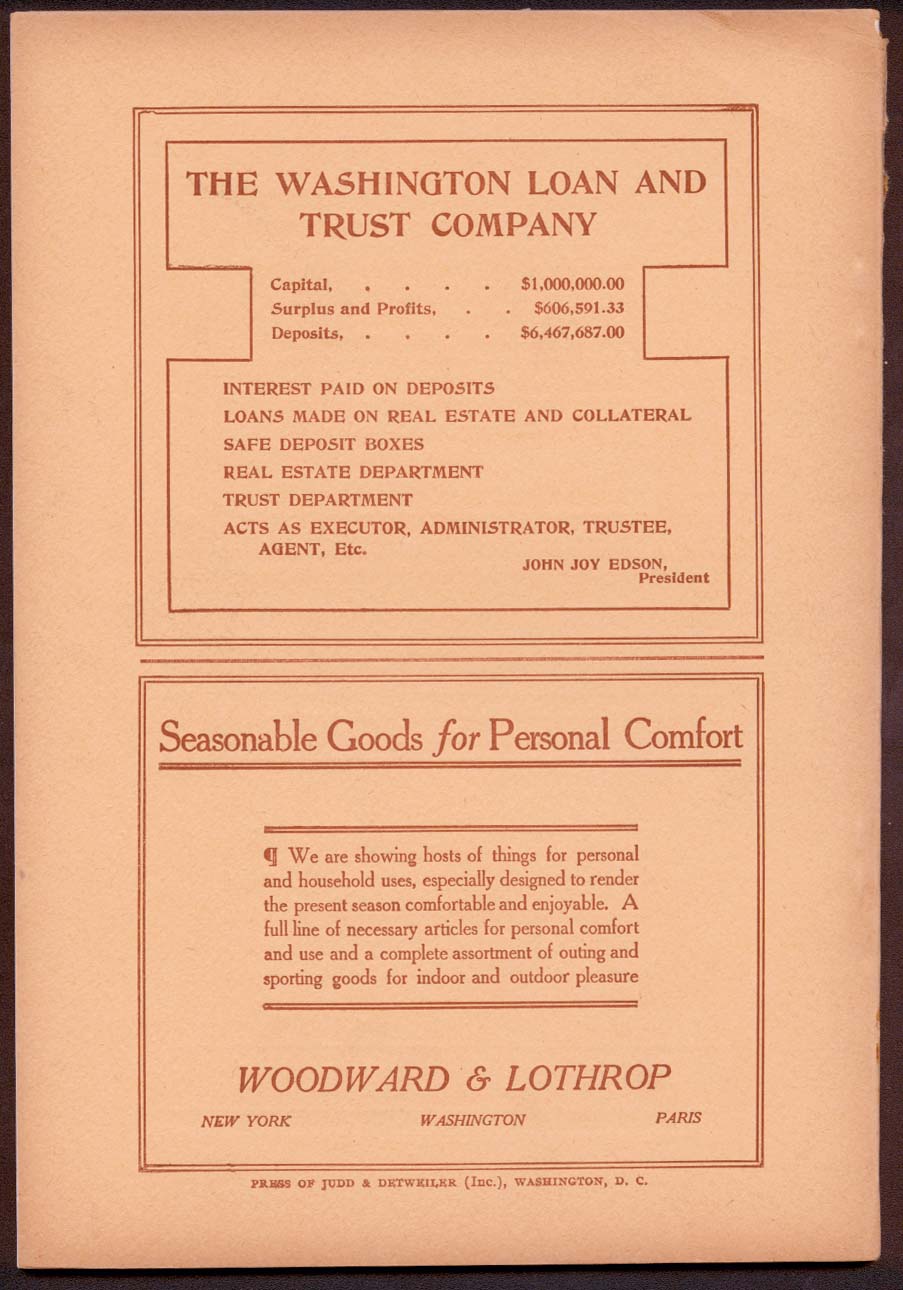 THE WASHINGTON LOAN AND
TRUST COMPANY
Capital, . . . . $1,000,000.00
Surplus and Profits, . . $606,591.33
Deposits, . . . . $6,467,687.00
INTEREST PAID ON DEPOSITS
LOANS MADE ON REAL ESTATE AND COLLATERAL
SAFE DEPOSIT BOXES
REAL ESTATE DEPARTMENT
TRUST DEPARTMENT
ACTS AS EXECUTOR, ADMINISTRATOR, TRUSTEE,
AGENT, Etc.
JOHN JOY EDSON,
President
Seasonable Goods for Personal Comfort
¶ We are showing hosts of things for personal
and household uses, especially designed to render
the present season comfortable and enjoyable. A
full line of necessary articles for personal comfort
and use and a complete assortment of outing and
sporting goods for indoor and outdoor pleasure
WOODWARD & LOTHROP
NEW YORK WASHINGTON PARIS
PRESS OF JUDD & DETWEILER (Inc.), WASHINGTON, D. C.